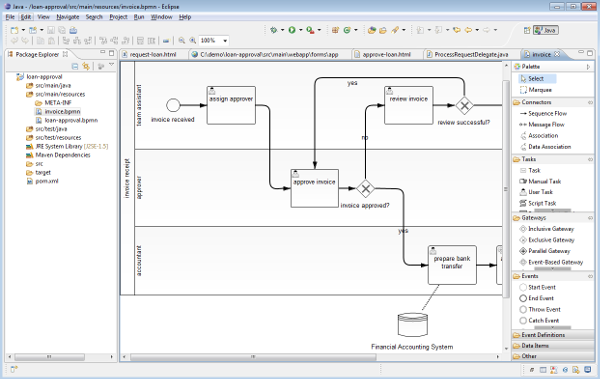 Java - /loan-approval/src/main/resources/invoice.bpmn - Eclipse
File Edit View Navigate Search Project Run Window Help
100%
Java
Package Explorer
loan-approval
src/main/java
src/main/resources
META-INF
invoice.bpmn
loan-approval.bpmn
src/test/java
src/test/resources
JRE System Library [J2SE-1.5]
Maven Dependencies
src
target
pom.xml
request-loan.html
C:\demo\loan-approval\src\main\webapp\forms\app
approve-loan.html
ProcessRequestDelegate.java
invoice
invoice receipt
team assistant
approver
accountant
invoice received
assign approver
yes
review invoice
review successful?
no
approve invoice
invoice approved?
yes
prepare bank
transfer
Financial Accounting System
Palette
Select
Marquee
Connectors
Sequence Flow
Message Flow
Association
Data Association
Tasks
Task
Manual Task
User Task
Script Task
Gateways
Inclusive Gateway
Exclusive Gateway
Parallel Gateway
Event-Based Gateway
Events
Start Event
End Event
Throw Event
Catch Event
Event Definitions
Data Items
Other